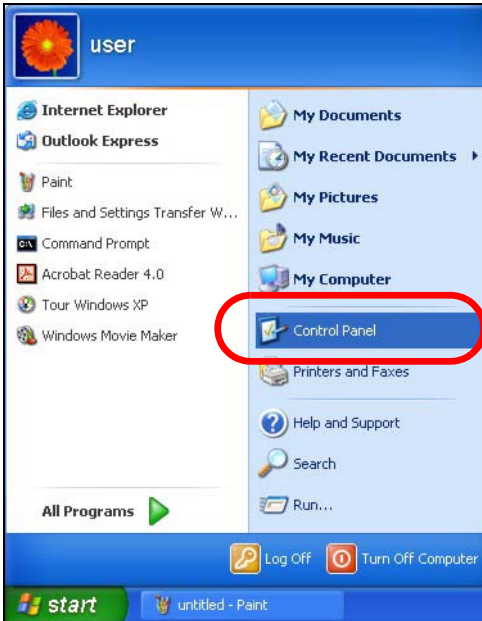 user
Internet Explorer
Outlook Express
Paint
Files and Settings Transfer W...
Command Prompt
Acrobat Reader 4.0
Tour Windows XP
Windows Movie Maker
All Programs
My Documents
My Recent Documents
My Pictures
My Music
My Computer
Control Panel
Printers and Faxes
Help and Support
Search
Run...
Log Off
Turn Off Computer
start
untitled - Paint